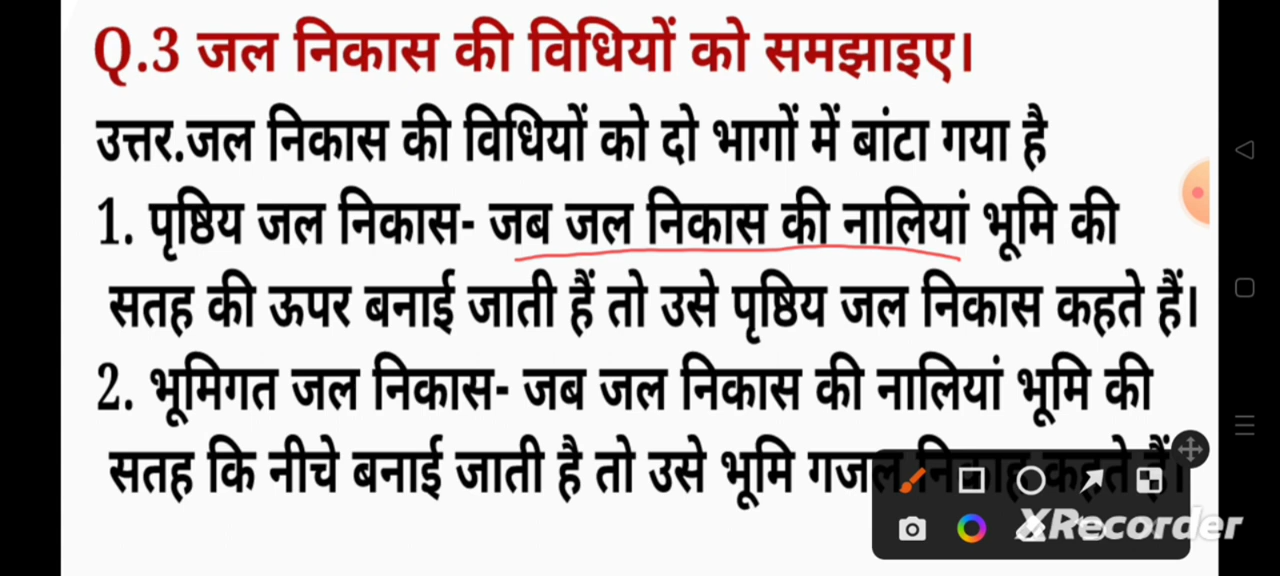 Q.3 जल निकास की विधियों को समझाइए।
उत्तर.जल निकास की विधियों को दो भागों में बांटा गया है
1. पृष्ठिय जल निकास- जब जल निकास की नालियां भूमि की
सतह की ऊपर बनाई जाती हैं तो उसे पृष्ठिय जल निकास कहते हैं।
2. भूमिगत जल निकास- जब जल निकास की नालियां भूमि की
सतह कि नीचे बनाई जाती है तो उसे भूमि गजल निकाह कहते हैं।
XRecorder